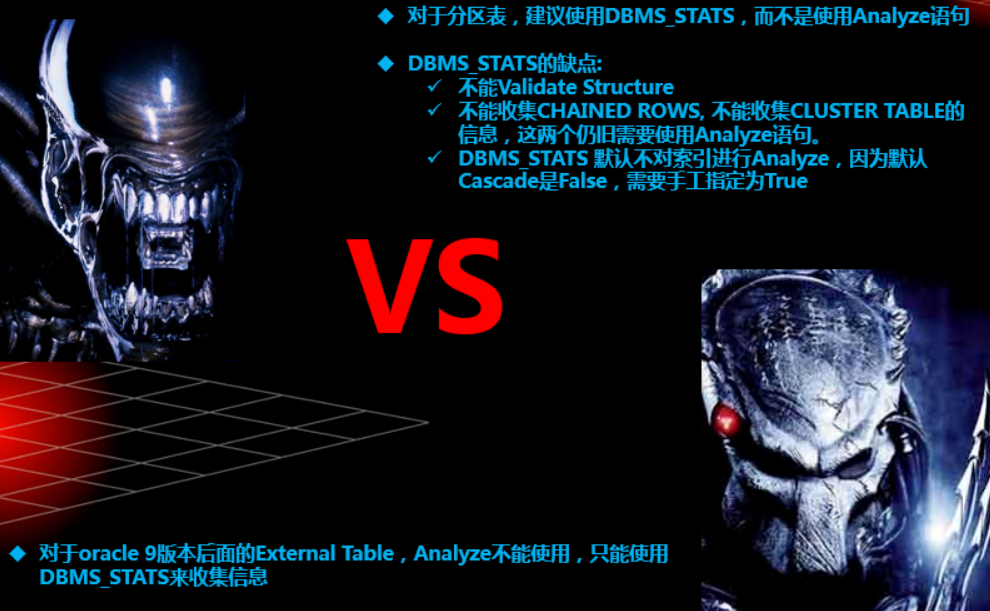 ◆ 对于分区表，建议使用DBMS_STATS，而不是使用Analyze语句
◆ DBMS_STATS的缺点:
✓ 不能Validate Structure
✓ 不能收集CHAINED ROWS, 不能收集CLUSTER TABLE的
信息，这两个仍旧需要使用Analyze语句。
✓ DBMS_STATS 默认不对索引进行Analyze，因为默认
Cascade是False，需要手工指定为True
VS
◆ 对于oracle 9版本后面的External Table，Analyze不能使用，只能使用
DBMS_STATS来收集信息